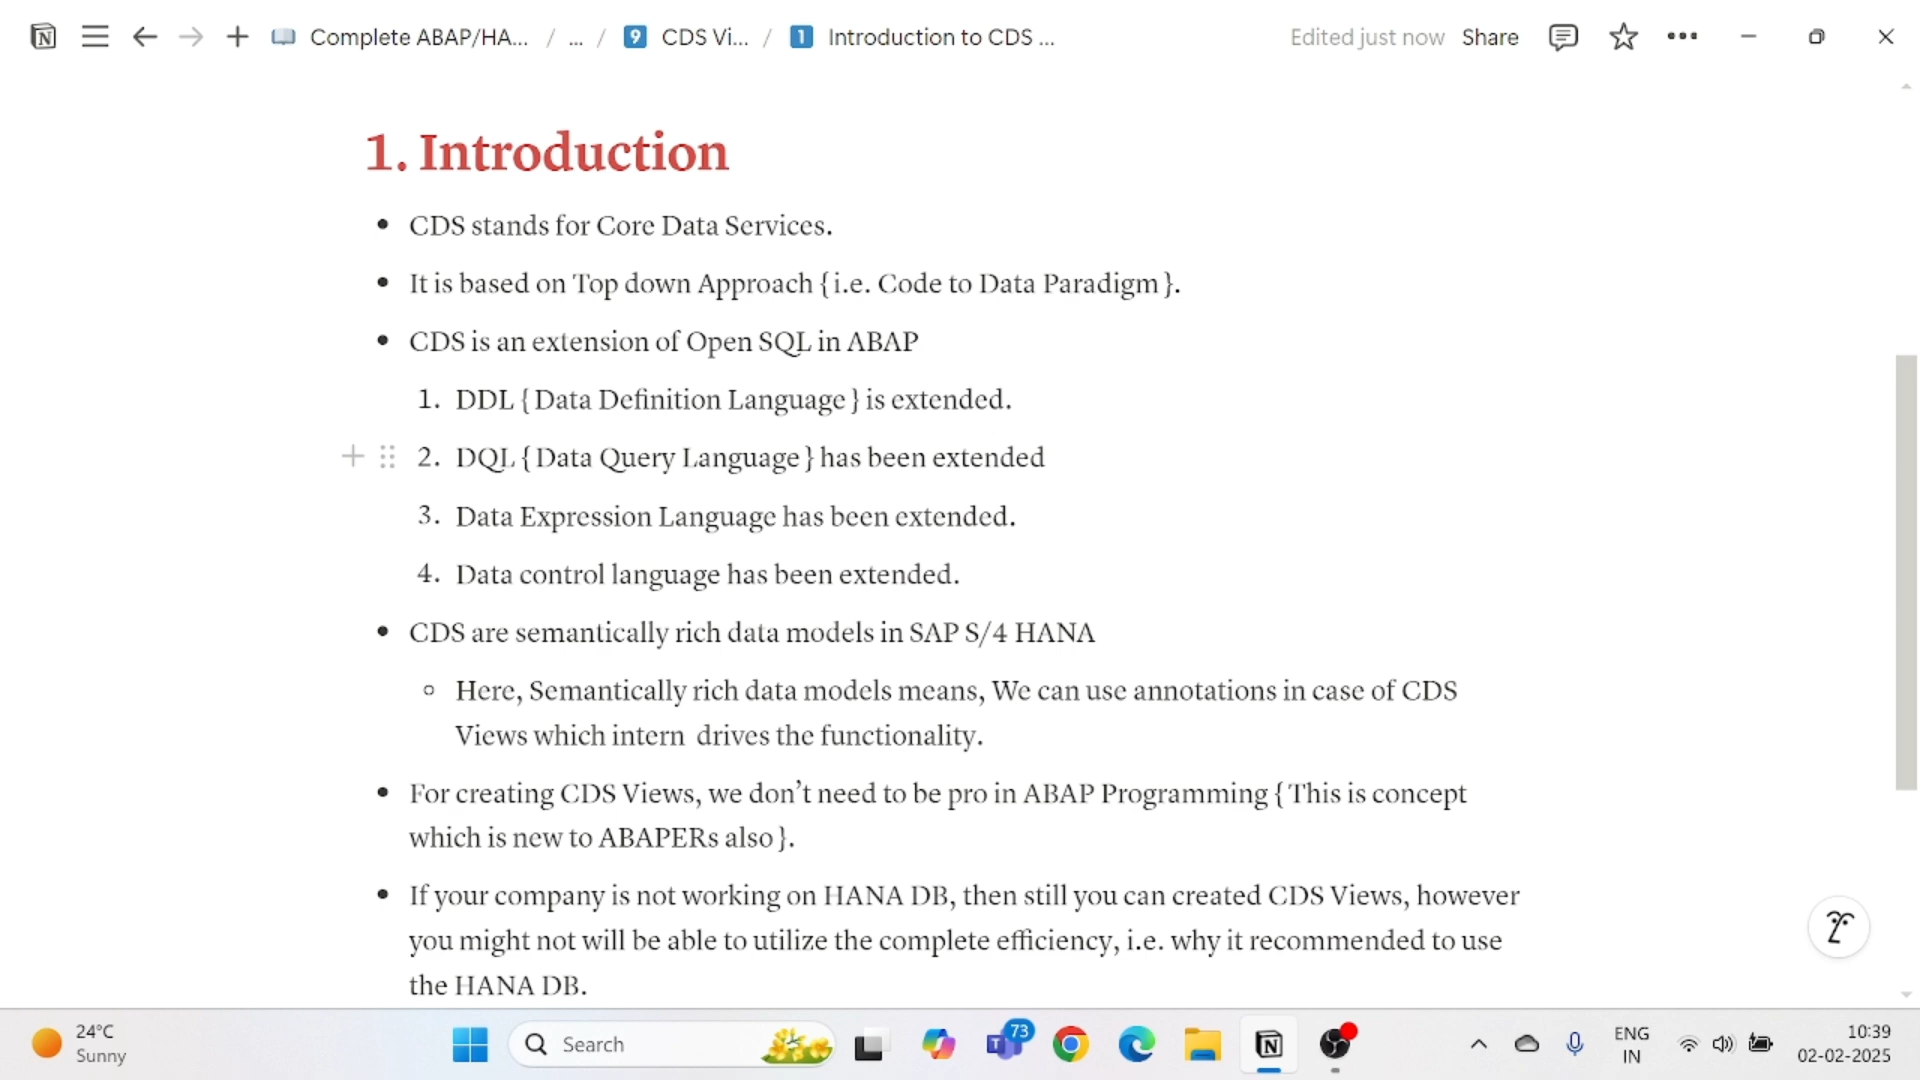 Complete ABAP/HA... / ... / 9 CDS Vi... / 1 Introduction to CDS ... Edited just now Share
1. Introduction
• CDS stands for Core Data Services.
• It is based on Top down Approach {i.e. Code to Data Paradigm}.
• CDS is an extension of Open SQL in ABAP
1. DDL {Data Definition Language} is extended.
2. DQL {Data Query Language} has been extended
3. Data Expression Language has been extended.
4. Data control language has been extended.
• CDS are semantically rich data models in SAP S/4 HANA
◦ Here, Semantically rich data models means, We can use annotations in case of CDS
Views which intern drives the functionality.
• For creating CDS Views, we don't need to be pro in ABAP Programming {This is concept
which is new to ABAPERs also}.
• If your company is not working on HANA DB, then still you can created CDS Views, however
you might not will be able to utilize the complete efficiency, i.e. why it recommended to use
the HANA DB.
24°C
Sunny
Search
73
ENG
IN
10:39
02-02-2025